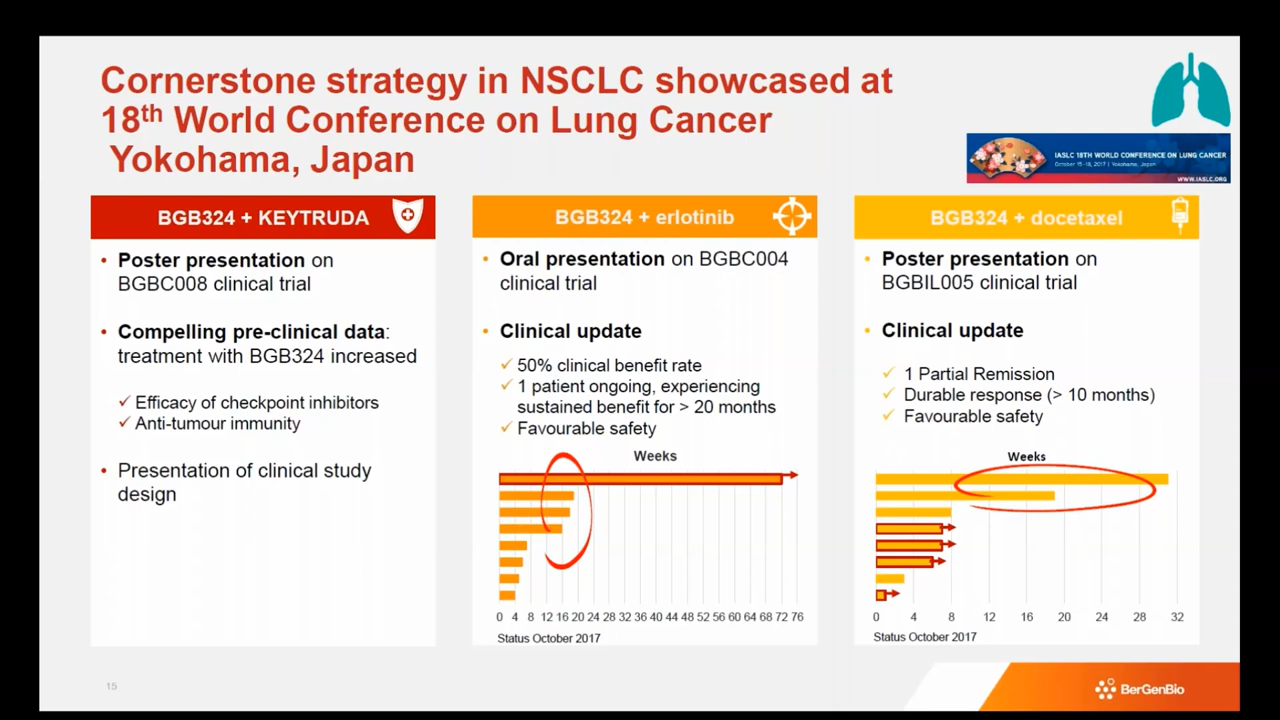 Cornerstone strategy in NSCLC showcased at
18th World Conference on Lung Cancer
Yokohama, Japan
IASLC 18TH WORLD CONFERENCE ON LUNG CANCER
October 15–18, 2017 | Yokohama, Japan
WWW.IASLC.ORG
BGB324 + KEYTRUDA
• Poster presentation on
BGBC008 clinical trial
• Compelling pre-clinical data:
treatment with BGB324 increased
✓ Efficacy of checkpoint inhibitors
✓ Anti-tumour immunity
• Presentation of clinical study
design
BGB324 + erlotinib
• Oral presentation on BGBC004
clinical trial
• Clinical update
✓ 50% clinical benefit rate
✓ 1 patient ongoing, experiencing
sustained benefit for > 20 months
✓ Favourable safety
Weeks
0 4 8 12 16 20 24 28 32 36 40 44 48 52 56 60 64 68 72 76
Status October 2017
BGB324 + docetaxel
• Poster presentation on
BGBIL005 clinical trial
• Clinical update
✓ 1 Partial Remission
✓ Durable response (> 10 months)
✓ Favourable safety
Weeks
0 4 8 12 16 20 24 28 32
Status October 2017
15
BerGenBio